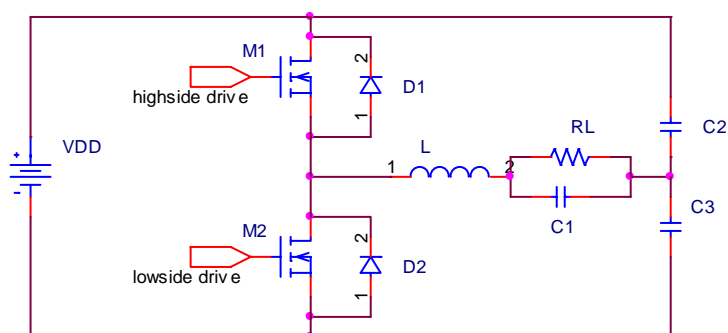 M1
2
highside drive
D1
1
+
VDD
-
L
1
2
RL
C1
C2
C3
M2
2
lowside drive
D2
1